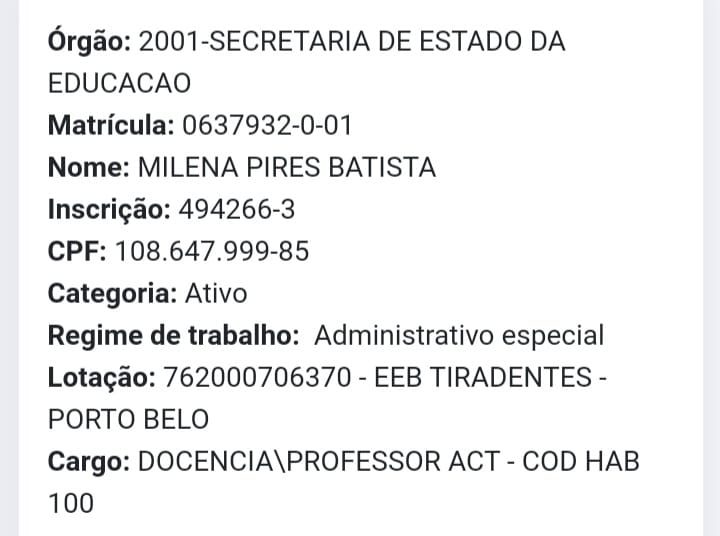 Órgão: 2001-SECRETARIA DE ESTADO DA
EDUCACAO
Matrícula: 0637932-0-01
Nome: MILENA PIRES BATISTA
Inscrição: 494266-3
CPF: 108.647.999-85
Categoria: Ativo
Regime de trabalho: Administrativo especial
Lotação: 762000706370 - EEB TIRADENTES -
PORTO BELO
Cargo: DOCENCIA\PROFESSOR ACT - COD HAB
100